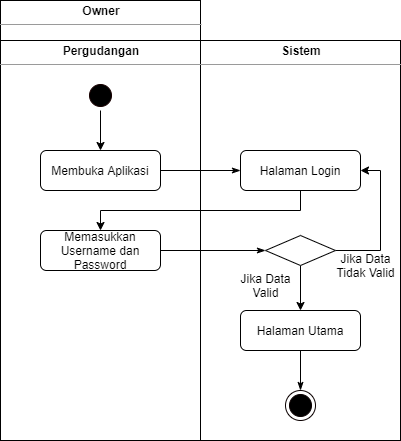 Owner
Pergudangan
Sistem
Membuka Aplikasi
Halaman Login
Memasukkan
Username dan
Password
Jika Data
Tidak Valid
Jika Data
Valid
Halaman Utama